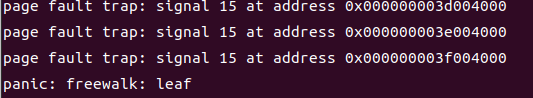 page fault trap: signal 15 at address 0x000000003d004000
page fault trap: signal 15 at address 0x000000003e004000
page fault trap: signal 15 at address 0x000000003f004000
panic: freewalk: leaf